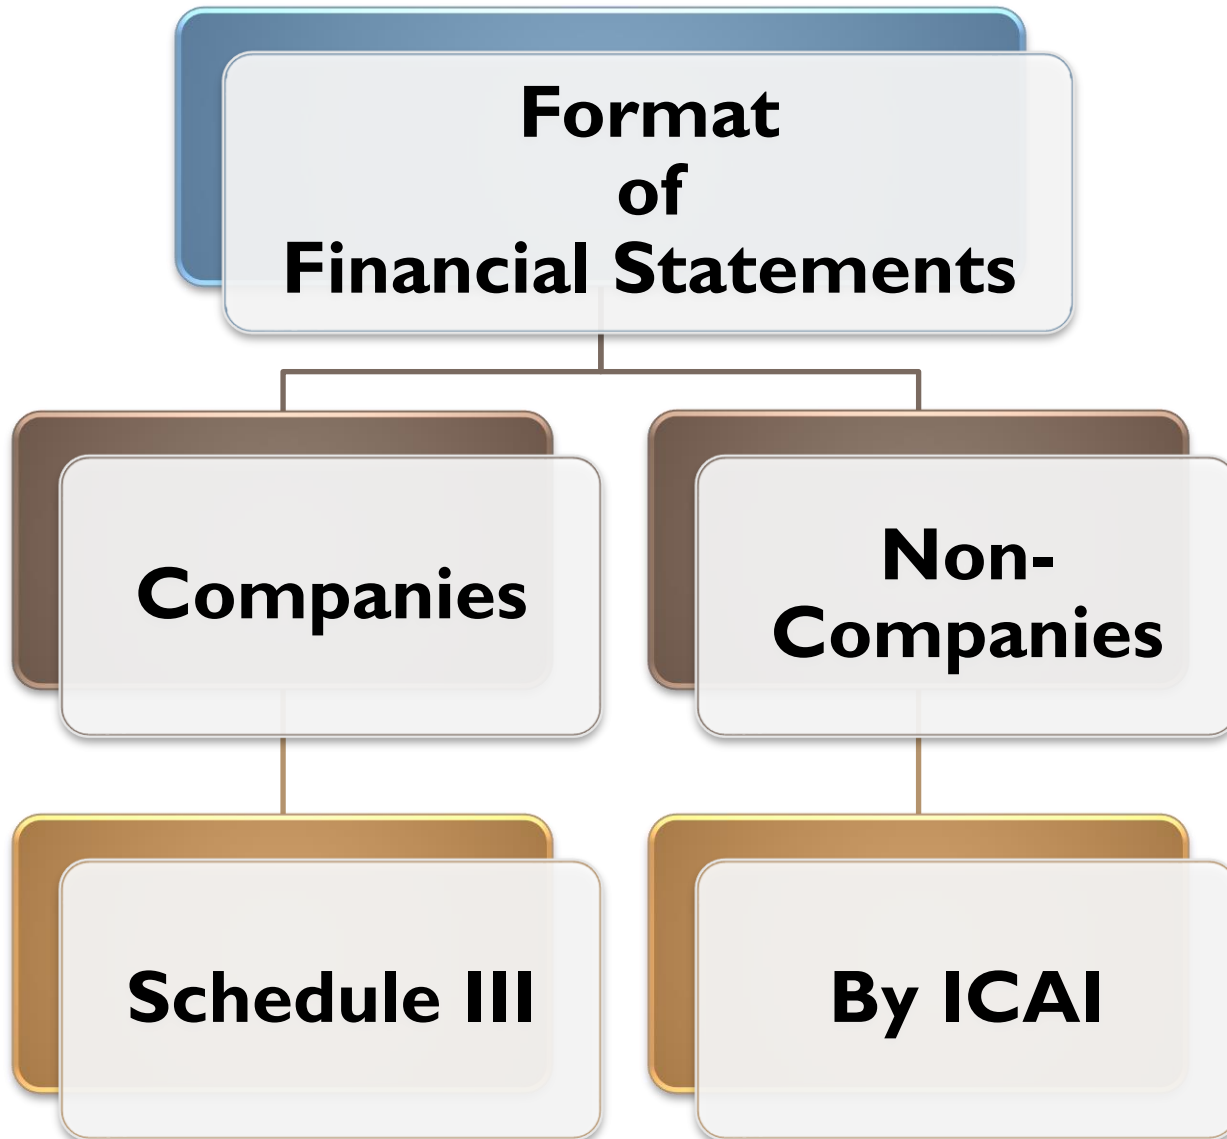 Format
of
Financial Statements
Companies
Non-
Companies
Schedule III
By ICAI